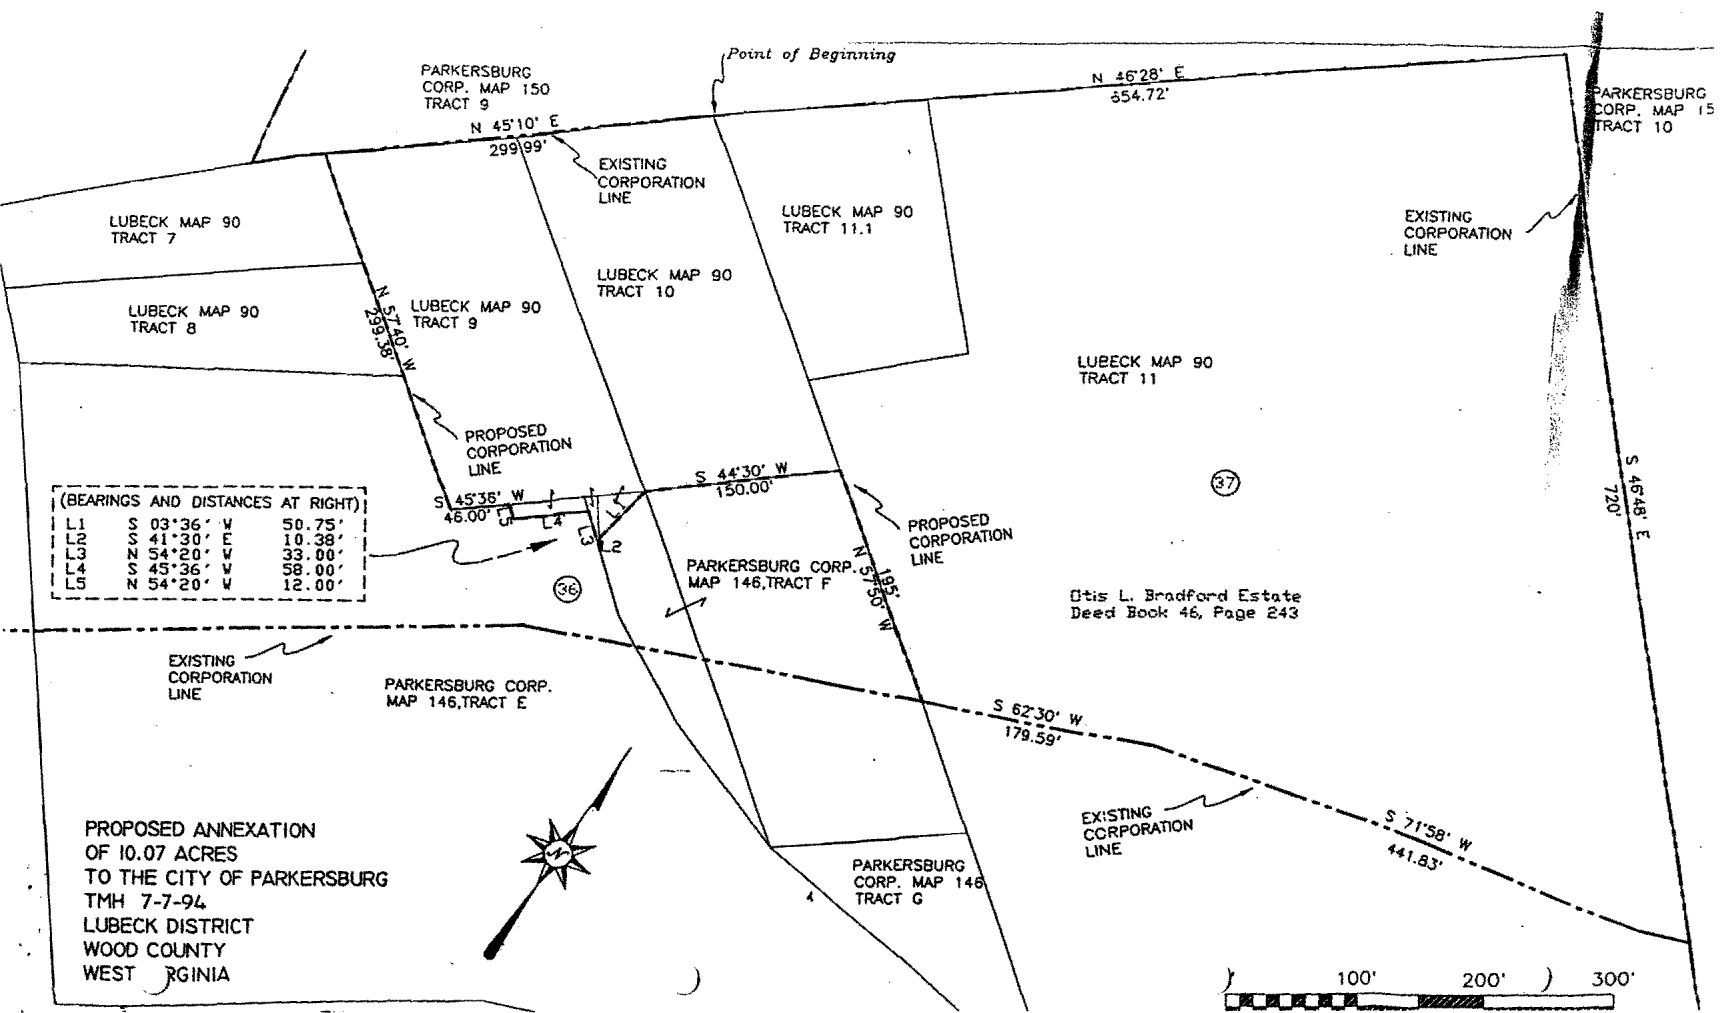 Point of Beginning
PARKERSBURG
CORP. MAP 150
TRACT 9
N 46°28' E
654.72'
PARKERSBURG
CORP. MAP 15
TRACT 10
N 45°10' E
299.99'
EXISTING
CORPORATION
LINE
LUBECK MAP 90
TRACT 7
LUBECK MAP 90
TRACT 11.1
EXISTING
CORPORATION
LINE
LUBECK MAP 90
TRACT 10
LUBECK MAP 90
TRACT 8
N 57°40' W
299.38'
LUBECK MAP 90
TRACT 9
LUBECK MAP 90
TRACT 11
PROPOSED
CORPORATION
LINE
S 46°48' E
720'
S 44°30' W
150.00'
37
(BEARINGS AND DISTANCES AT RIGHT)
L1 S 03°36' W 50.75'
L2 S 41°30' E 10.38'
L3 N 54°20' W 33.00'
L4 S 45°36' W 58.00'
L5 N 54°20' W 12.00'
S 45°36' W
46.00'
L5
L4
L3
L1
L2
PROPOSED
CORPORATION
LINE
N 57°50' W
195'
PARKERSBURG CORP.
MAP 146,TRACT F
36
Otis L. Bradford Estate
Deed Book 46, Page 243
EXISTING
CORPORATION
LINE
PARKERSBURG CORP.
MAP 146,TRACT E
S 62°30' W
179.59'
EXISTING
CORPORATION
LINE
S 71°58' W
441.83'
PROPOSED ANNEXATION
OF 10.07 ACRES
TO THE CITY OF PARKERSBURG
TMH 7-7-94
LUBECK DISTRICT
WOOD COUNTY
WEST RGINIA
N
PARKERSBURG
CORP. MAP 146
TRACT G
4
100' 200' 300'